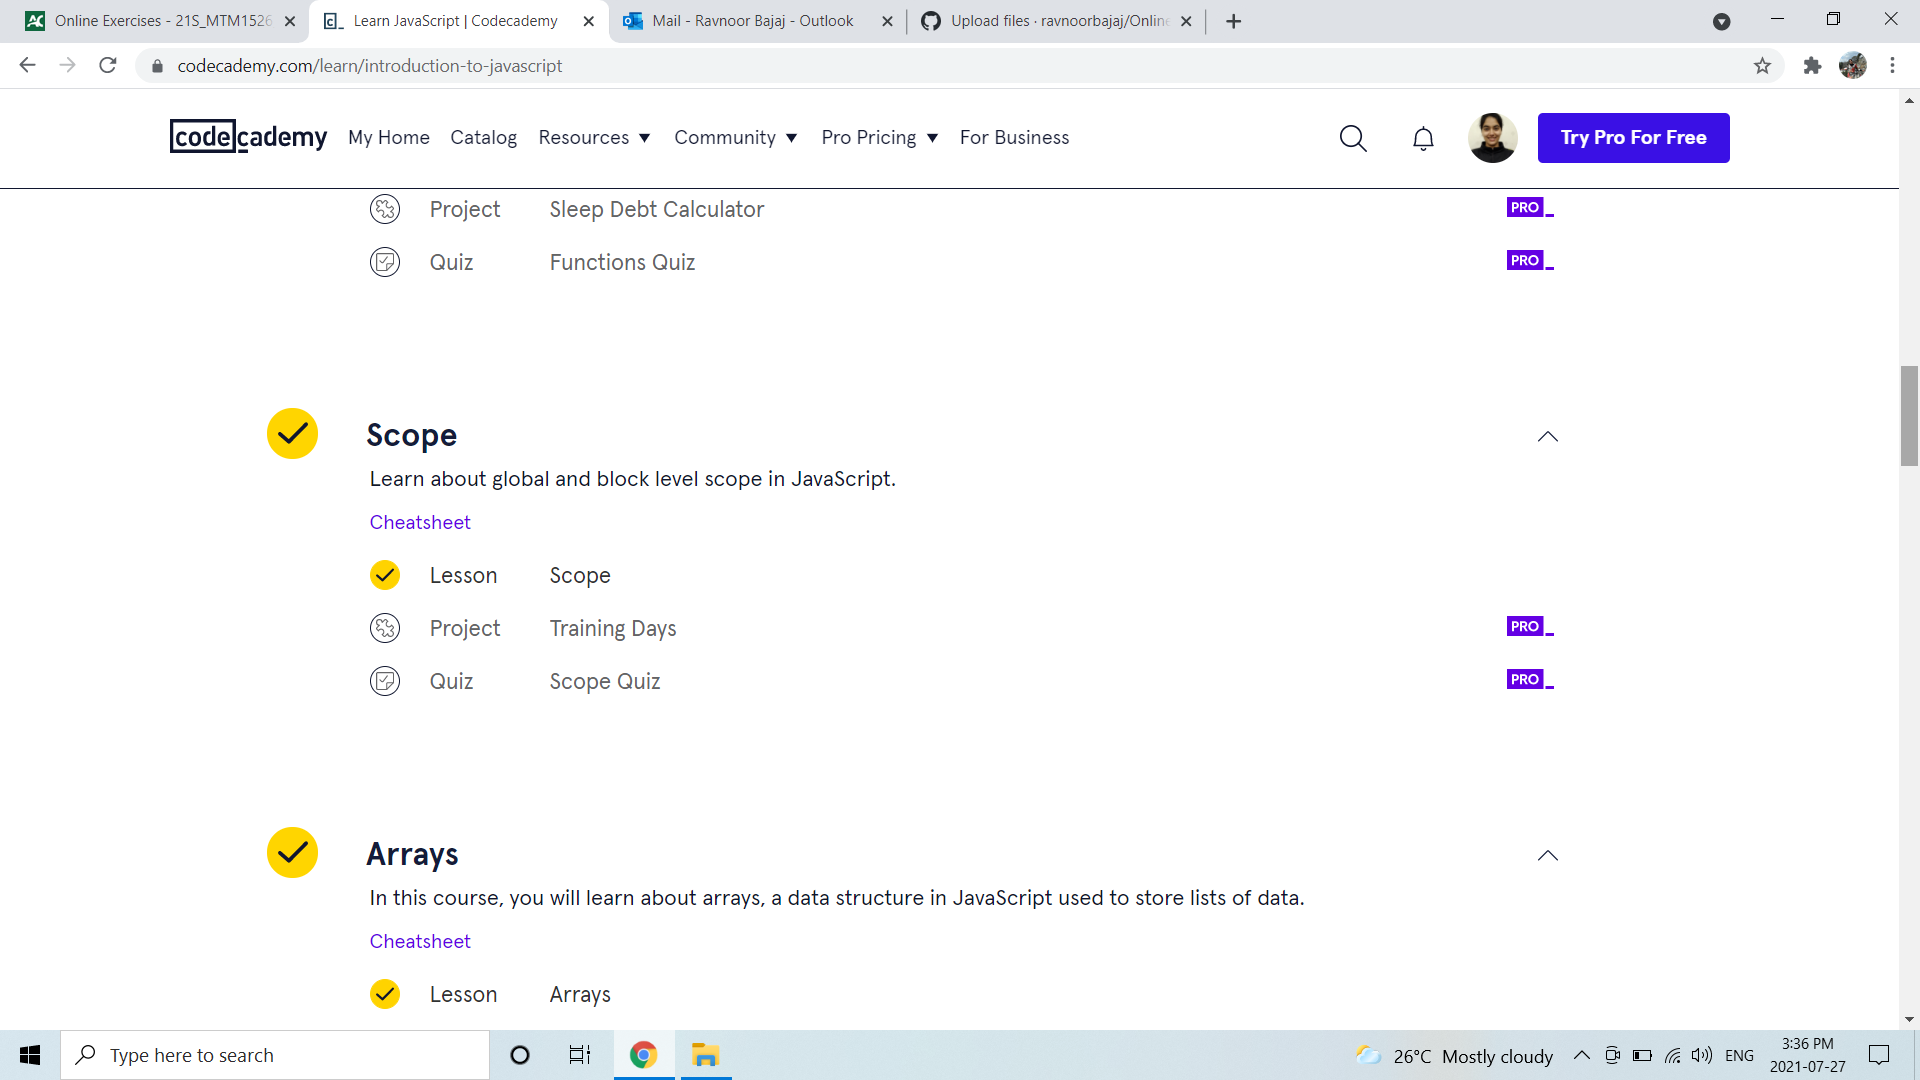 Online Exercises - 21S_MTM1526
Learn JavaScript | Codecademy
Mail - Ravnoor Bajaj - Outlook
Upload files · ravnoorbajaj/Online
codecademy.com/learn/introduction-to-javascript
codecademy My Home Catalog Resources Community Pro Pricing For Business Try Pro For Free
Project Sleep Debt Calculator PRO
Quiz Functions Quiz PRO
Scope
Learn about global and block level scope in JavaScript.
Cheatsheet
Lesson Scope
Project Training Days PRO
Quiz Scope Quiz PRO
Arrays
In this course, you will learn about arrays, a data structure in JavaScript used to store lists of data.
Cheatsheet
Lesson Arrays
Type here to search
26°C Mostly cloudy
ENG
3:36 PM
2021-07-27